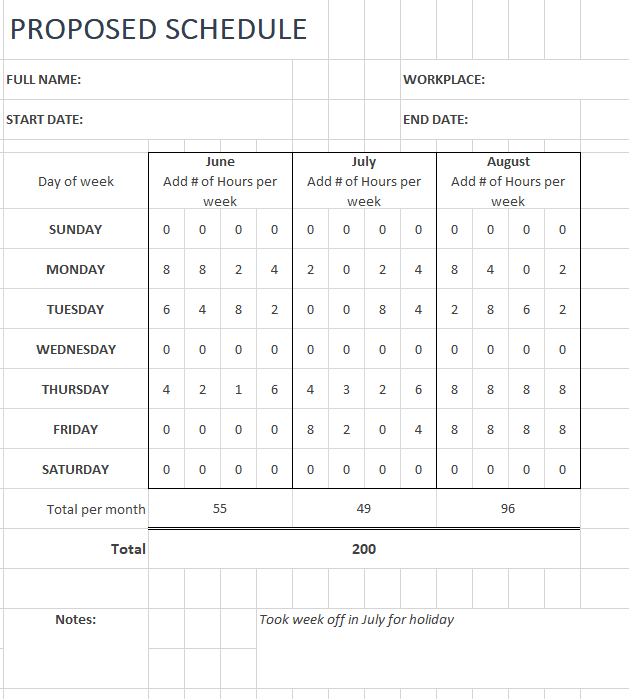 PROPOSED SCHEDULE
FULL NAME: WORKPLACE:
START DATE: END DATE:
June July August
Day of week Add # of Hours per Add # of Hours per Add # of Hours per
week week week
SUNDAY 0 0 0 0 0 0 0 0 0 0 0 0
MONDAY 8 8 2 4 2 0 2 4 8 4 0 2
TUESDAY 6 4 8 2 0 0 8 4 2 8 6 2
WEDNESDAY 0 0 0 0 0 0 0 0 0 0 0 0
THURSDAY 4 2 1 6 4 3 2 6 8 8 8 8
FRIDAY 0 0 0 0 8 2 0 4 8 8 8 8
SATURDAY 0 0 0 0 0 0 0 0 0 0 0 0
Total per month 55 49 96
Total 200
Notes: Took week off in July for holiday